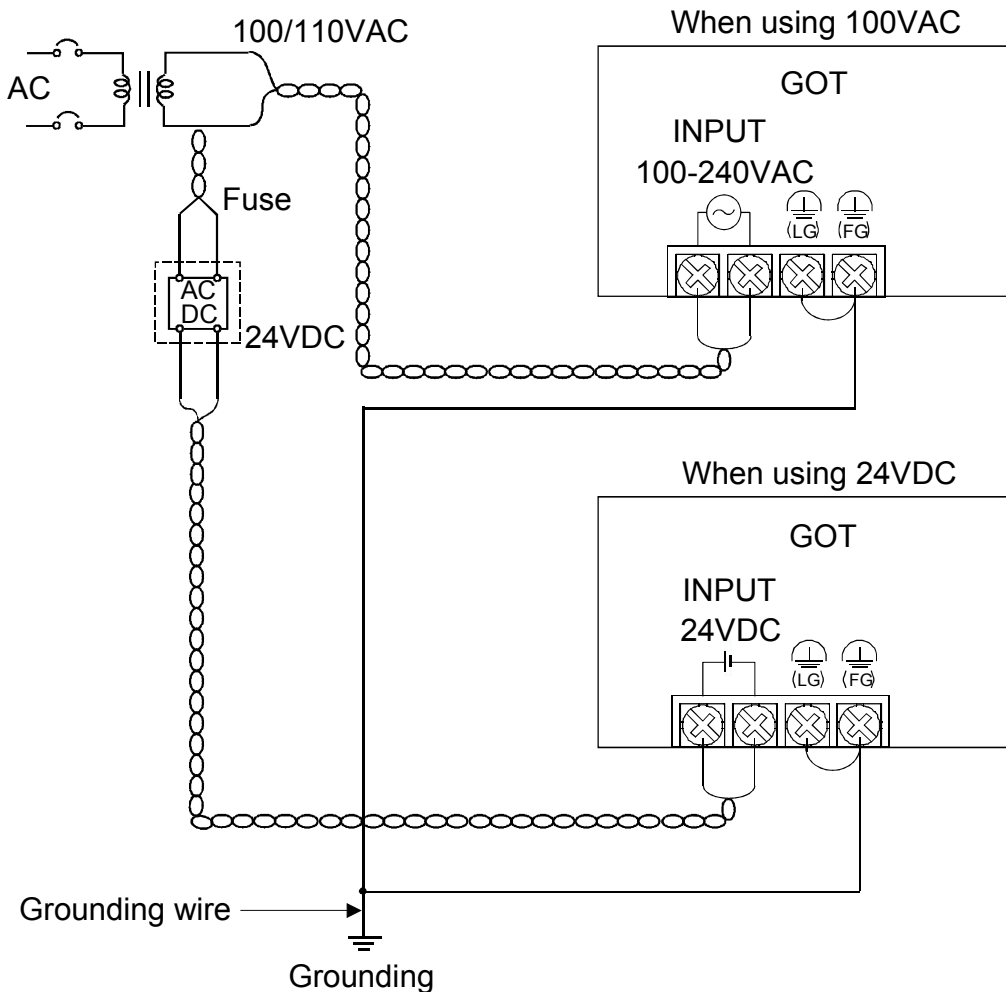 100/110VAC
AC
Fuse
AC
DC
24VDC
When using 100VAC
GOT
INPUT
100-240VAC
(LG)
(FG)
When using 24VDC
GOT
INPUT
24VDC
(LG)
(FG)
Grounding wire
Grounding